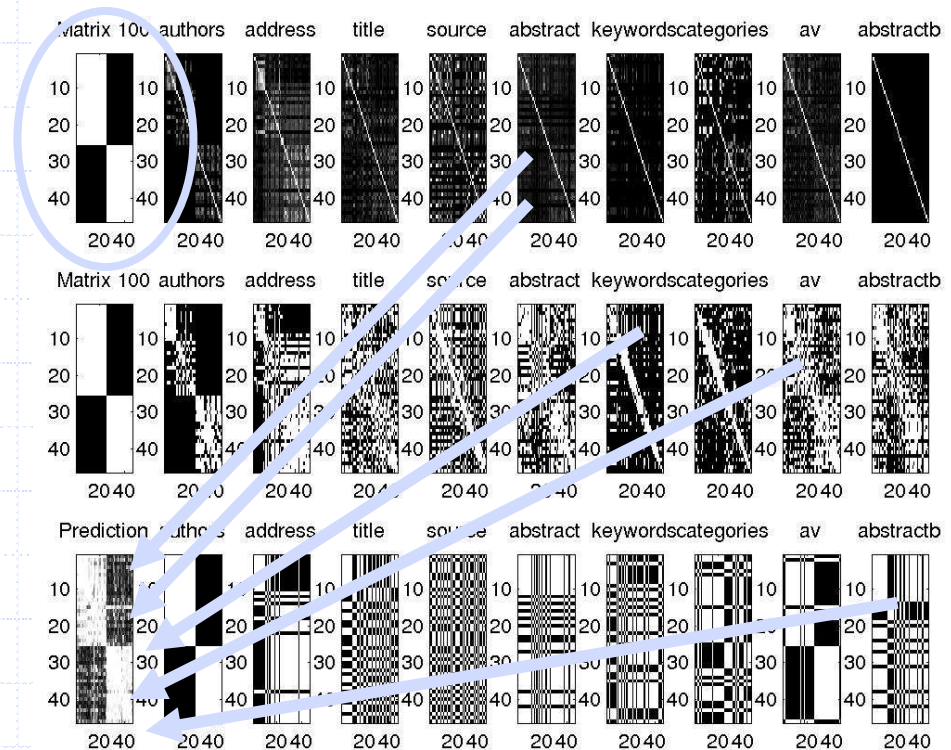 Matrix 100 authors address title source abstract keywordscategories av abstractb
10 10 10 10 10 10 10 10 10 10
20 20 20 20 20 20 20 20 20 20
30 30 30 30 30 30 30 30 30 30
40 40 40 40 40 40 40 40 40 40
2040 2040 2040 2040 2040 2040 2040 2040 2040 2040
Matrix 100 authors address title source abstract keywordscategories av abstractb
10 10 10 10 10 10 10 10 10 10
20 20 20 20 20 20 20 20 20 20
30 30 30 30 30 30 30 30 30 30
40 40 40 40 40 40 40 40 40 40
2040 2040 2040 2040 2040 2040 2040 2040 2040 2040
Prediction authors address title source abstract keywordscategories av abstractb
10 10 10 10 10 10 10 10 10 10
20 20 20 20 20 20 20 20 20 20
30 30 30 30 30 30 30 30 30 30
40 40 40 40 40 40 40 40 40 40
2040 2040 2040 2040 2040 2040 2040 2040 2040 2040